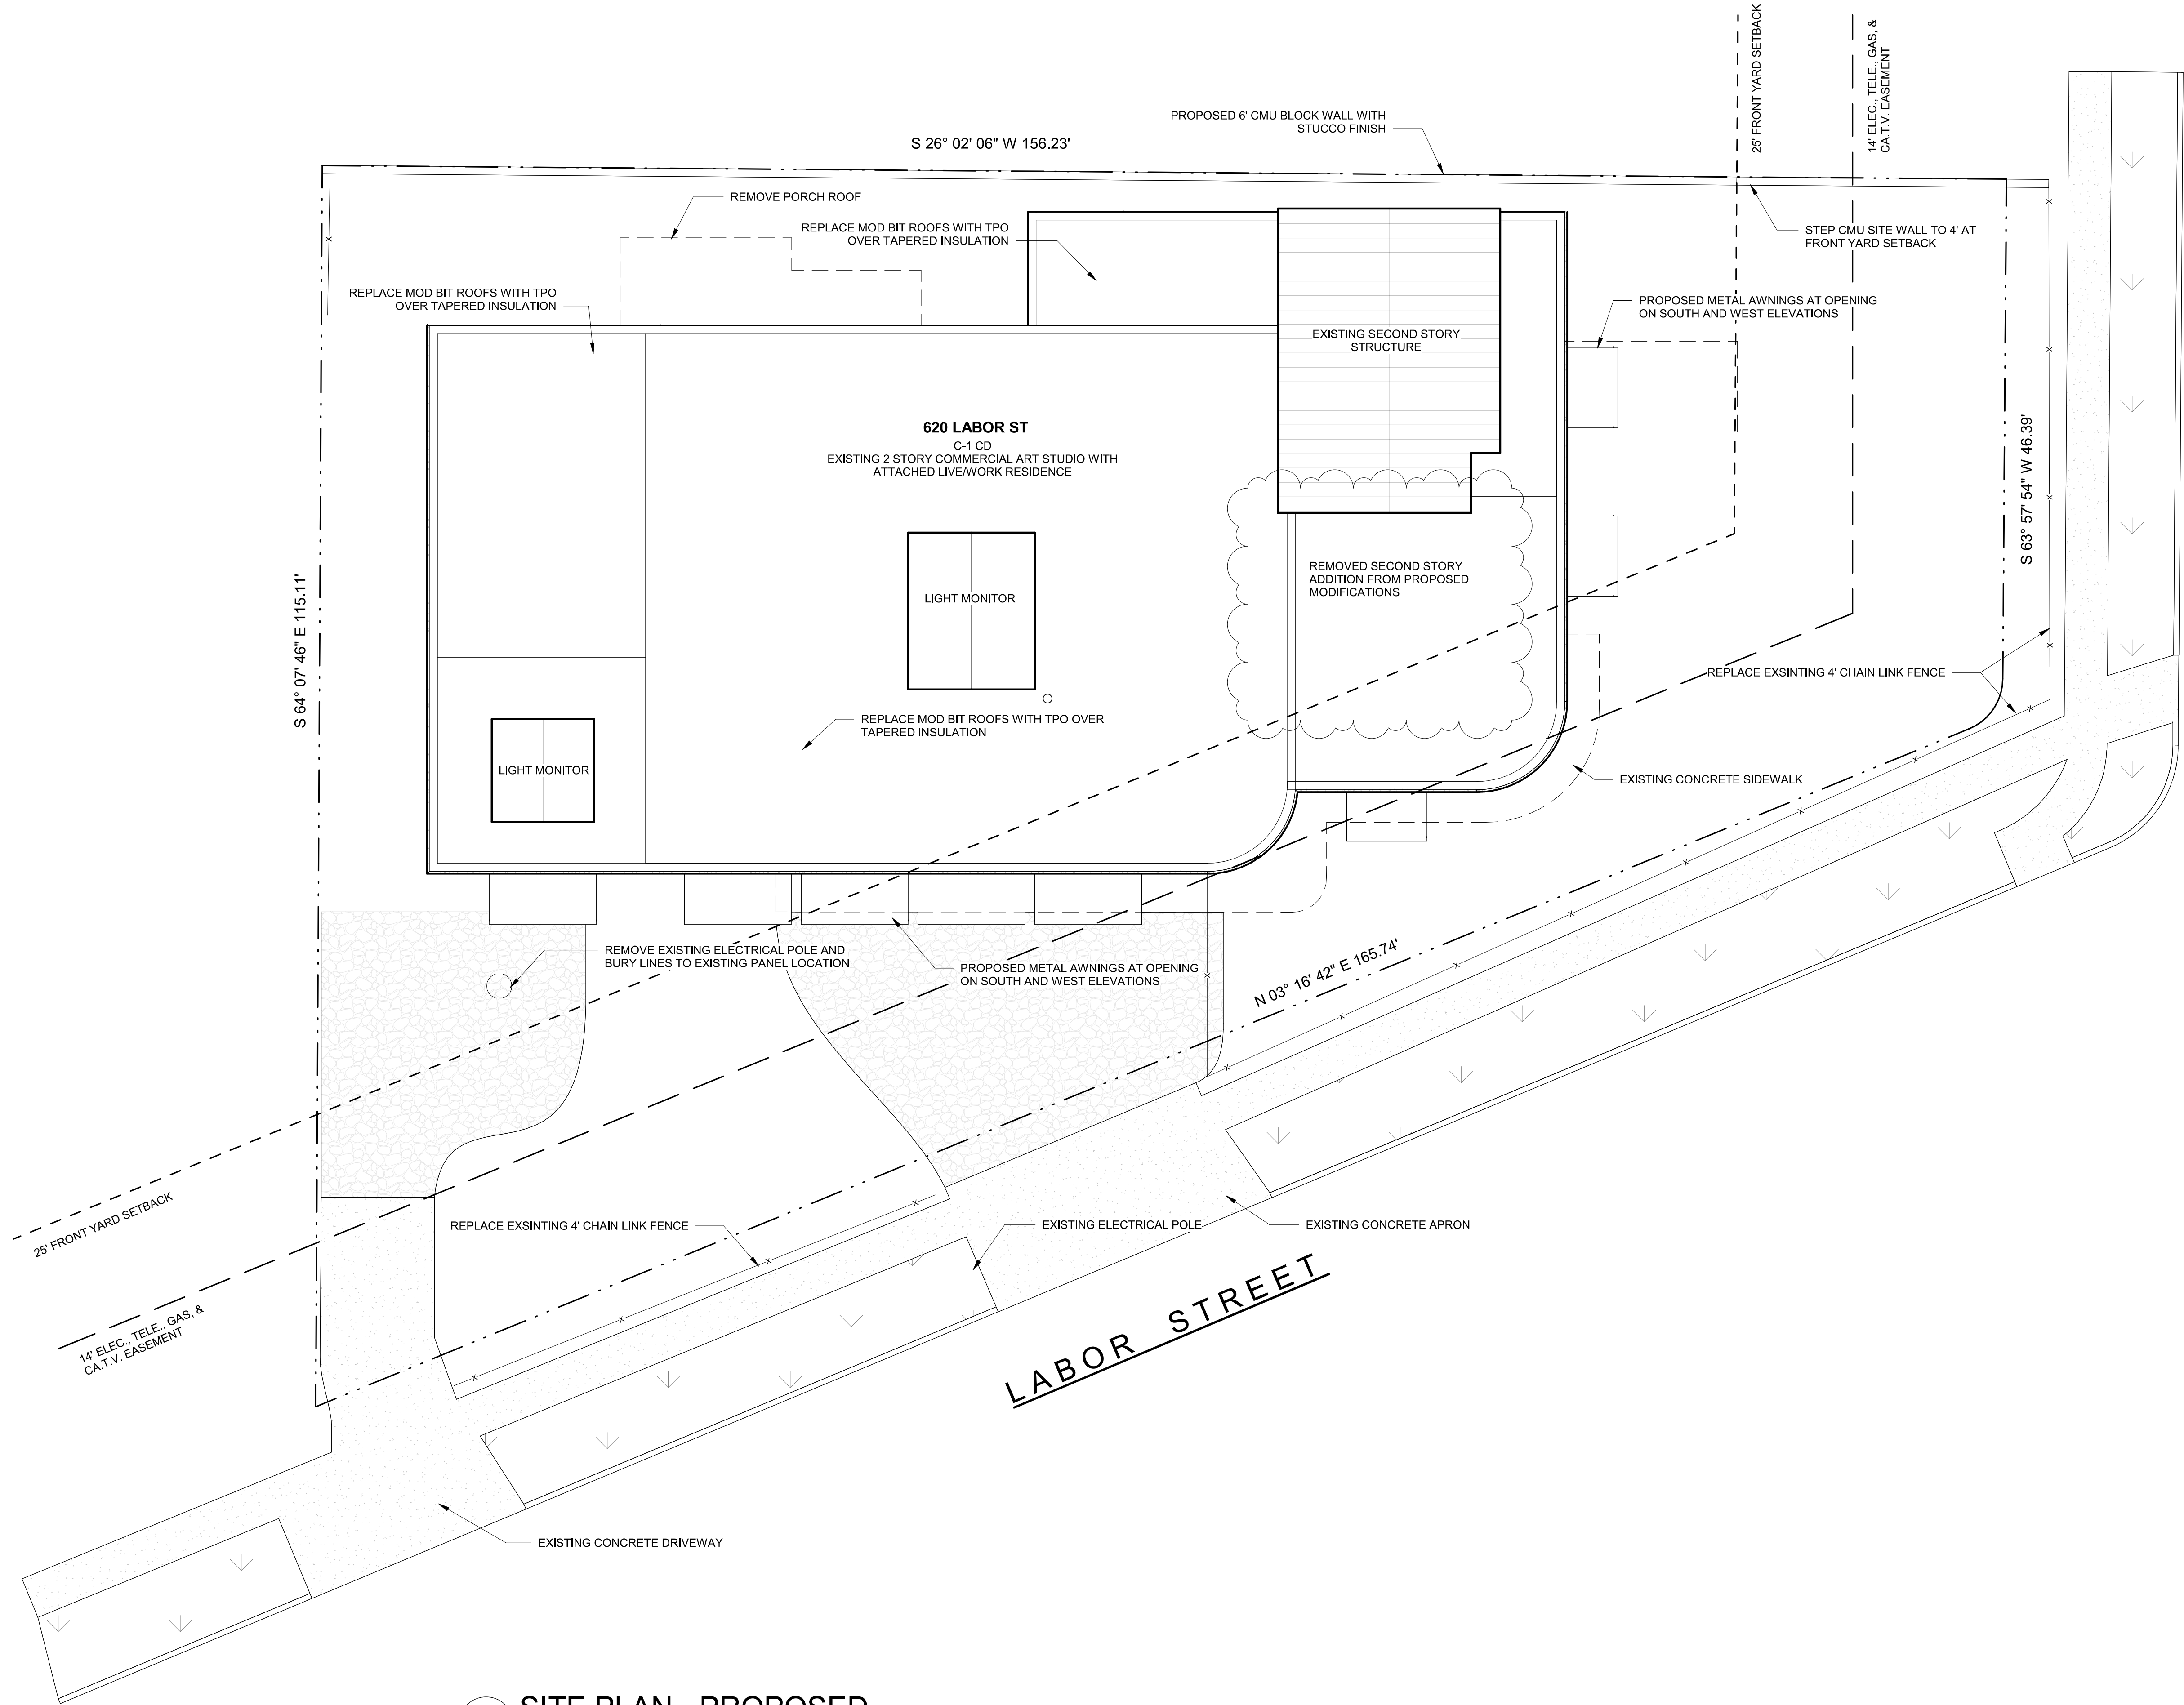 25' FRONT YARD SETBACK
14' ELEC., TELE., GAS, &
CA.T.V. EASEMENT
PROPOSED 6' CMU BLOCK WALL WITH
STUCCO FINISH
S 26° 02' 06" W 156.23'
REMOVE PORCH ROOF
REPLACE MOD BIT ROOFS WITH TPO
OVER TAPERED INSULATION
STEP CMU SITE WALL TO 4' AT
FRONT YARD SETBACK
REPLACE MOD BIT ROOFS WITH TPO
OVER TAPERED INSULATION
PROPOSED METAL AWNINGS AT OPENING
ON SOUTH AND WEST ELEVATIONS
EXISTING SECOND STORY
STRUCTURE
620 LABOR ST
C-1 CD
EXISTING 2 STORY COMMERCIAL ART STUDIO WITH
ATTACHED LIVE/WORK RESIDENCE
S 63° 57' 54" W 46.39'
REMOVED SECOND STORY
ADDITION FROM PROPOSED
MODIFICATIONS
LIGHT MONITOR
S 64° 07' 46" E 115.11'
REPLACE EXSINTING 4' CHAIN LINK FENCE
REPLACE MOD BIT ROOFS WITH TPO OVER
TAPERED INSULATION
LIGHT MONITOR
EXISTING CONCRETE SIDEWALK
REMOVE EXISTING ELECTRICAL POLE AND
BURY LINES TO EXISTING PANEL LOCATION
PROPOSED METAL AWNINGS AT OPENING
ON SOUTH AND WEST ELEVATIONS
N 03° 16' 42" E 165.74'
25' FRONT YARD SETBACK
REPLACE EXSINTING 4' CHAIN LINK FENCE
EXISTING ELECTRICAL POLE
EXISTING CONCRETE APRON
14' ELEC., TELE., GAS, &
CA.T.V. EASEMENT
LABOR STREET
EXISTING CONCRETE DRIVEWAY
SITE PLAN - PROPOSED